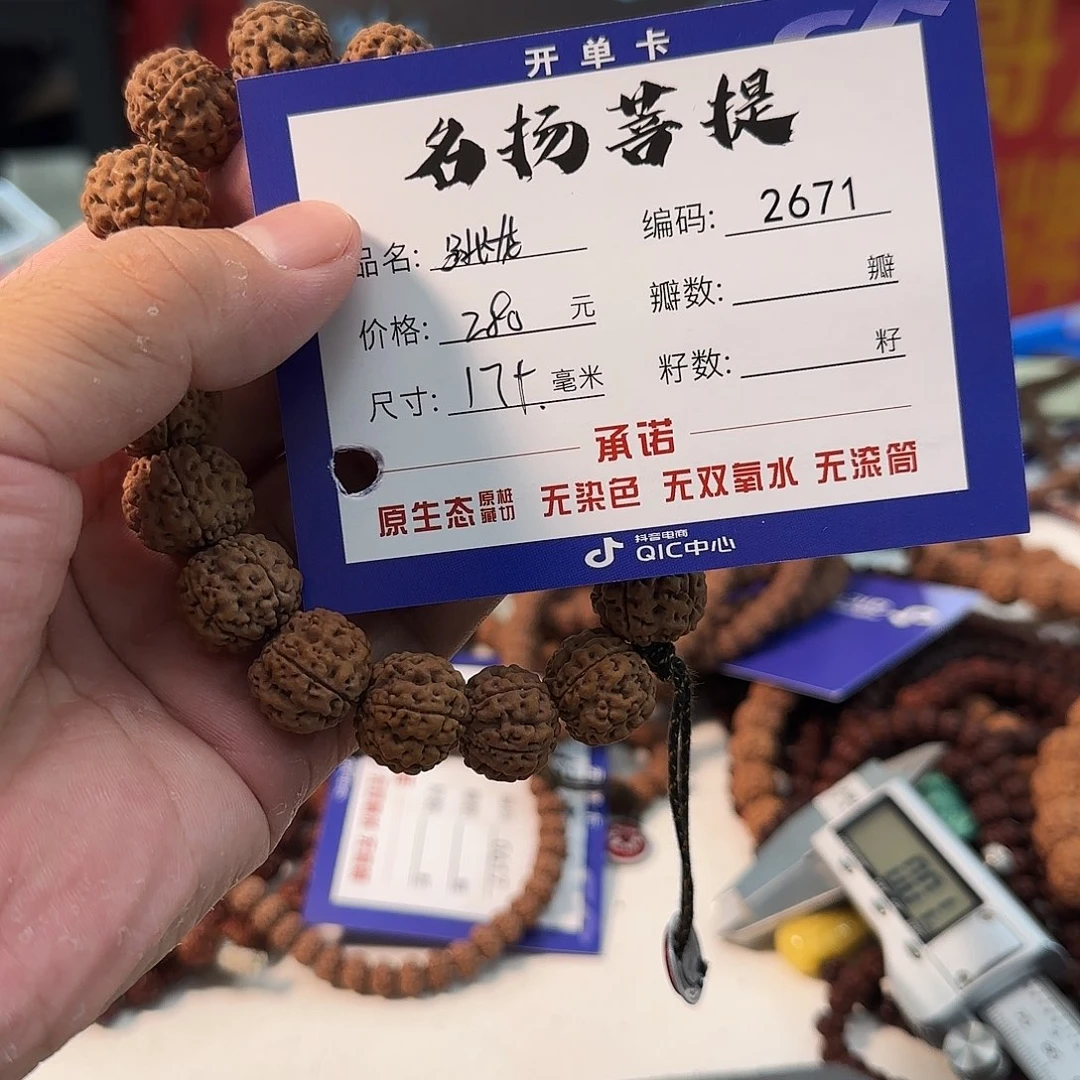 开单卡
名扬菩提
品名: 编码: 2671
价格: 280 元 瓣数: 瓣
尺寸: 17+ 毫米 籽数: 籽
承诺
原生态 原桩藏切 无染色 无双氧水 无滚筒
抖音电商
QIC中心